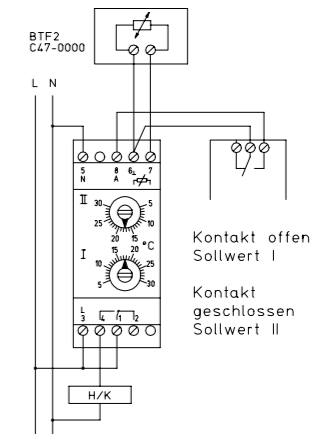 BTF2
C47-0000
L N
5 8 6 7
N A
II 30 5
25 10
20 15
I 15 20 °C
10 25
5 30
L
3 4 1 2
Kontakt offen
Sollwert I
Kontakt
geschlossen
Sollwert II
H/K